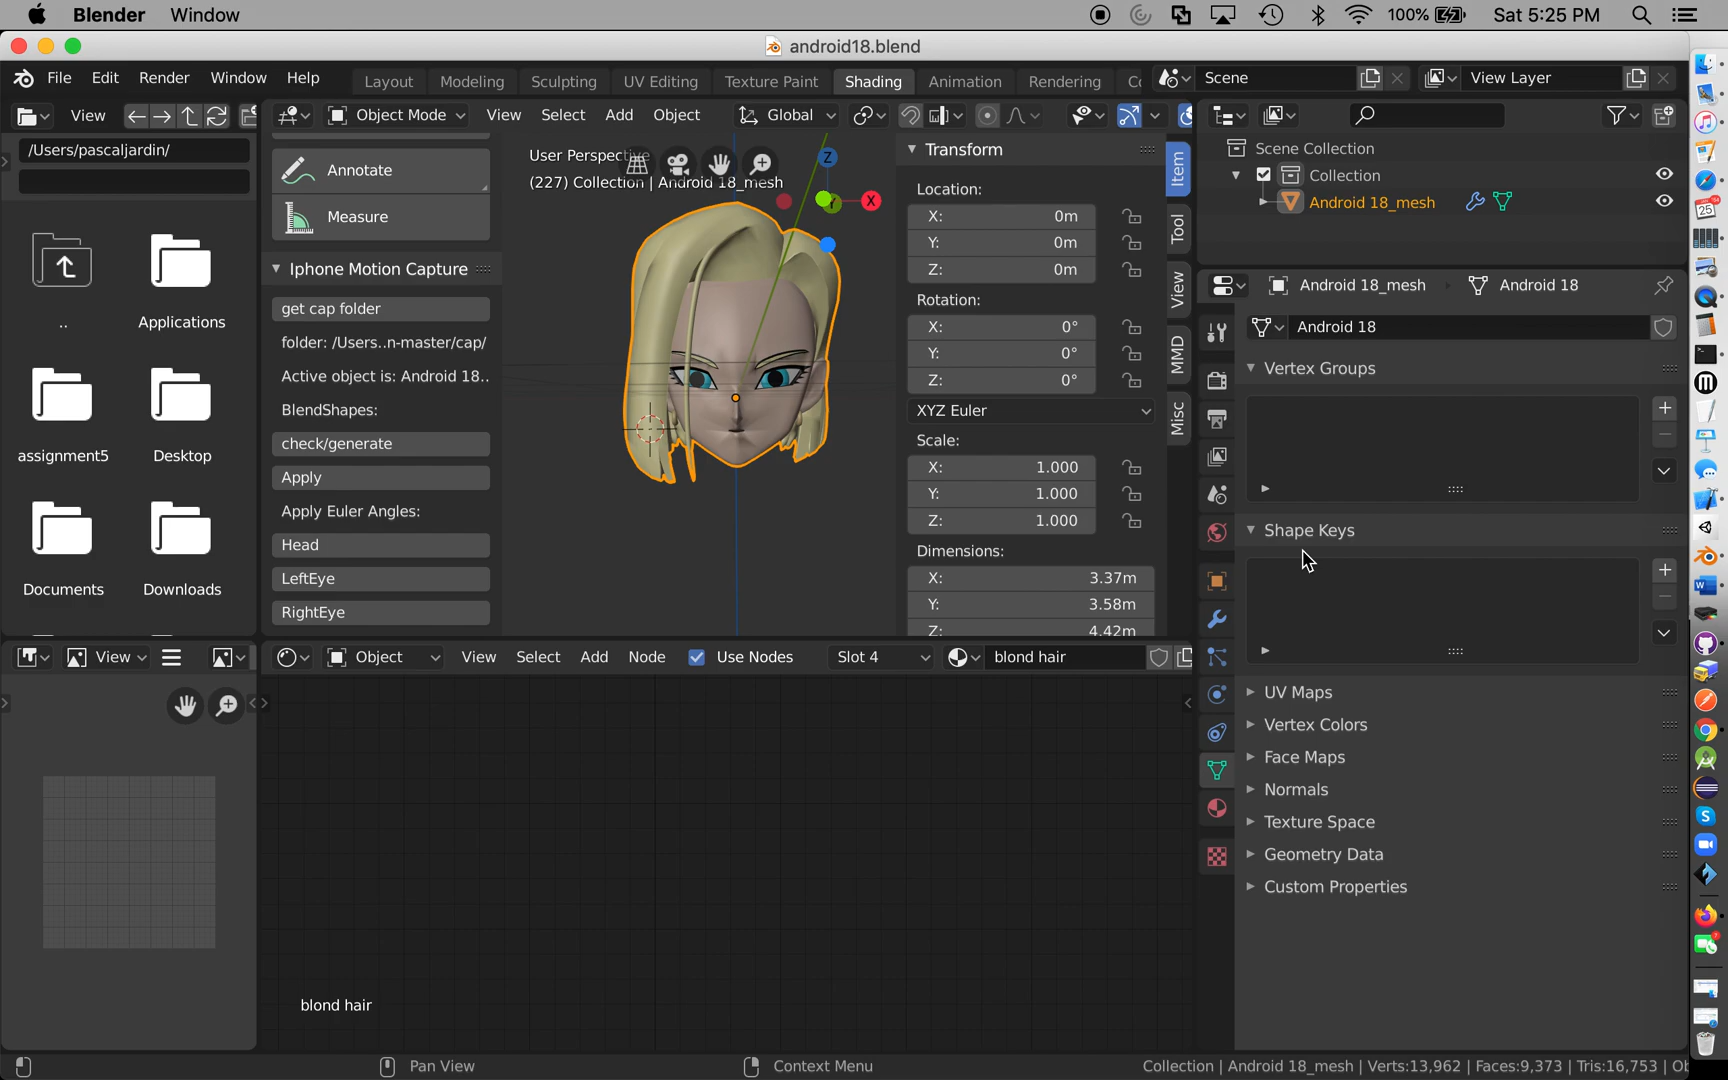 Blender Window 100% Sat 5:25 PM
android18.blend
File Edit Render Window Help Layout Modeling Sculpting UV Editing Texture Paint Shading Animation Rendering Co Scene View Layer
View Object Mode View Select Add Object Global
/Users/pascaljardin/
..
Applications
assignment5
Desktop
Documents
Downloads
Annotate
Measure
Iphone Motion Capture
get cap folder
folder: /Users..n-master/cap/
Active object is: Android 18..
BlendShapes:
check/generate
Apply
Apply Euler Angles:
Head
LeftEye
RightEye
User Perspective
(227) Collection | Android 18_mesh
Z
Y
X
Transform
Location:
X: 0m
Y: 0m
Z: 0m
Rotation:
X: 0°
Y: 0°
Z: 0°
XYZ Euler
Scale:
X: 1.000
Y: 1.000
Z: 1.000
Dimensions:
X: 3.37m
Y: 3.58m
Z: 4.42m
Item
Tool
View
MMD
Misc
Scene Collection
Collection
Android 18_mesh
Android 18_mesh Android 18
Android 18
Vertex Groups
Shape Keys
UV Maps
Vertex Colors
Face Maps
Normals
Texture Space
Geometry Data
Custom Properties
View Object View Select Add Node Use Nodes Slot 4 blond hair
blond hair
Pan View Context Menu Collection | Android 18_mesh | Verts:13,962 | Faces:9,373 | Tris:16,753 | Ob